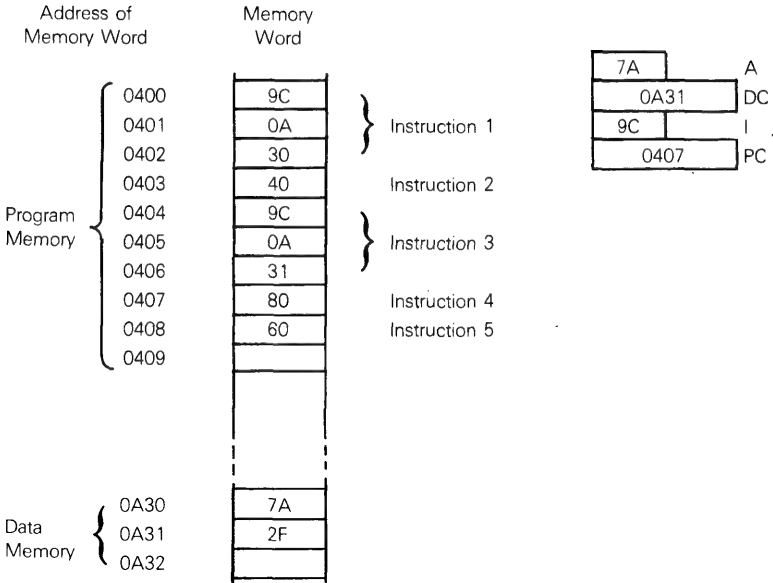 Address of Memory
Memory Word Word
7A A
0400 9C 0A31 DC
0401 0A Instruction 1 9C I
0402 30 0407 PC
0403 40 Instruction 2
0404 9C
Program
Memory
0405 0A Instruction 3
0406 31
0407 80 Instruction 4
0408 60 Instruction 5
0409
0A30 7A
Data
Memory
0A31 2F
0A32